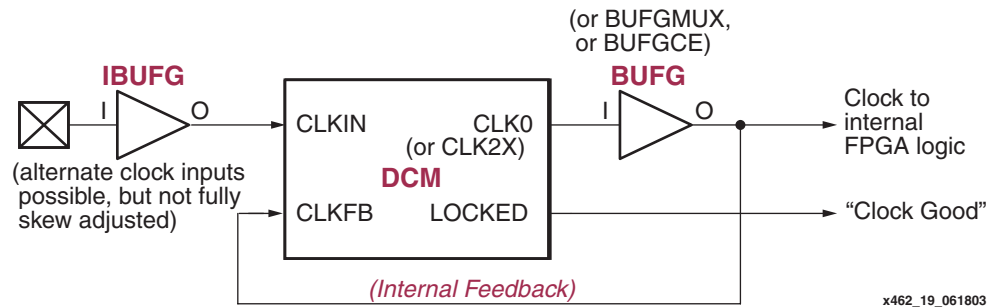 (or BUFGMUX,
or BUFGCE)
IBUFG
BUFG
I
O
CLKIN
CLK0
(or CLK2X)
I
O
Clock to
internal
FPGA logic
(alternate clock inputs
possible, but not fully
skew adjusted)
DCM
CLKFB
LOCKED
“Clock Good”
(Internal Feedback)
x462_19_061803